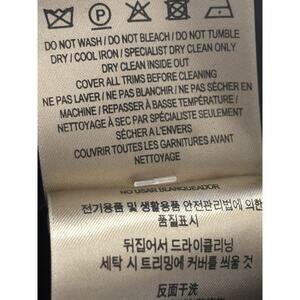 DO NOT WASH / DO NOT BLEACH / DO NOT TUMBLE
DRY / COOL IRON / SPECIALIST DRY CLEAN ONLY
DRY CLEAN INSIDE OUT
COVER ALL TRIMS BEFORE CLEANING
NE PAS LAVER / NE PAS BLANCHIR / NE PAS SÉCHER EN
MACHINE / REPASSER À BASSE TEMPÉRATURE /
NETTOYAGE À SEC PAR SPÉCIALISTE SEULEMENT
SÉCHER A L'ENVERS
COUVRIR TOUTES LES GARNITURES AVANT
NETTOYAGE
NO USAR BLANQUEADOR
전기용품 및 생활용품 안전관리법에 의한
품질표시
뒤집어서 드라이클리닝
세탁 시 트리밍에 커버를 씌울 것
反面干洗